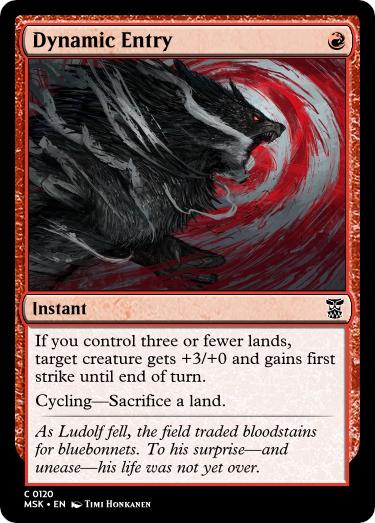 Dynamic Entry
Instant
If you control three or fewer lands,
target creature gets +3/+0 and gains first
strike until end of turn.
Cycling—Sacrifice a land.
As Ludolf fell, the field traded bloodstains
for bluebonnets. To his surprise—and
unease—his life was not yet over.
C 0120
MSK • EN Timi Honkanen